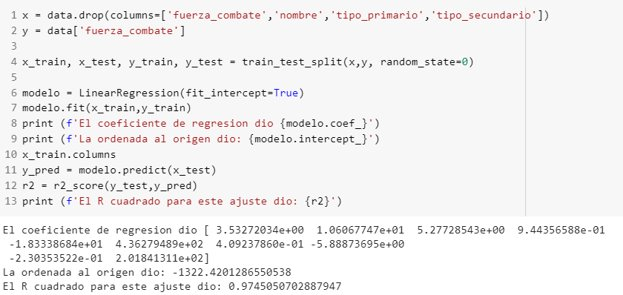 1 x = data.drop(columns=['fuerza_combate','nombre','tipo_primario','tipo_secundario'])
2 y = data['fuerza_combate']
3
4 x_train, x_test, y_train, y_test = train_test_split(x,y, random_state=0)
5
6 modelo = LinearRegression(fit_intercept=True)
7 modelo.fit(x_train,y_train)
8 print (f'El coeficiente de regresion dio {modelo.coef_}')
9 print (f'La ordenada al origen dio: {modelo.intercept_}')
10 x_train.columns
11 y_pred = modelo.predict(x_test)
12 r2 = r2_score(y_test,y_pred)
13 print (f'El R cuadrado para este ajuste dio: {r2}')
El coeficiente de regresion dio [ 3.53272034e+00 1.06067747e+01 5.27728543e+00 9.44356588e-01
-1.83338684e+01 4.36279489e+02 4.09237860e-01 -5.88873695e+00
-2.30353522e-01 2.01841311e+02]
La ordenada al origen dio: -1322.4201286550538
El R cuadrado para este ajuste dio: 0.9745050702887947